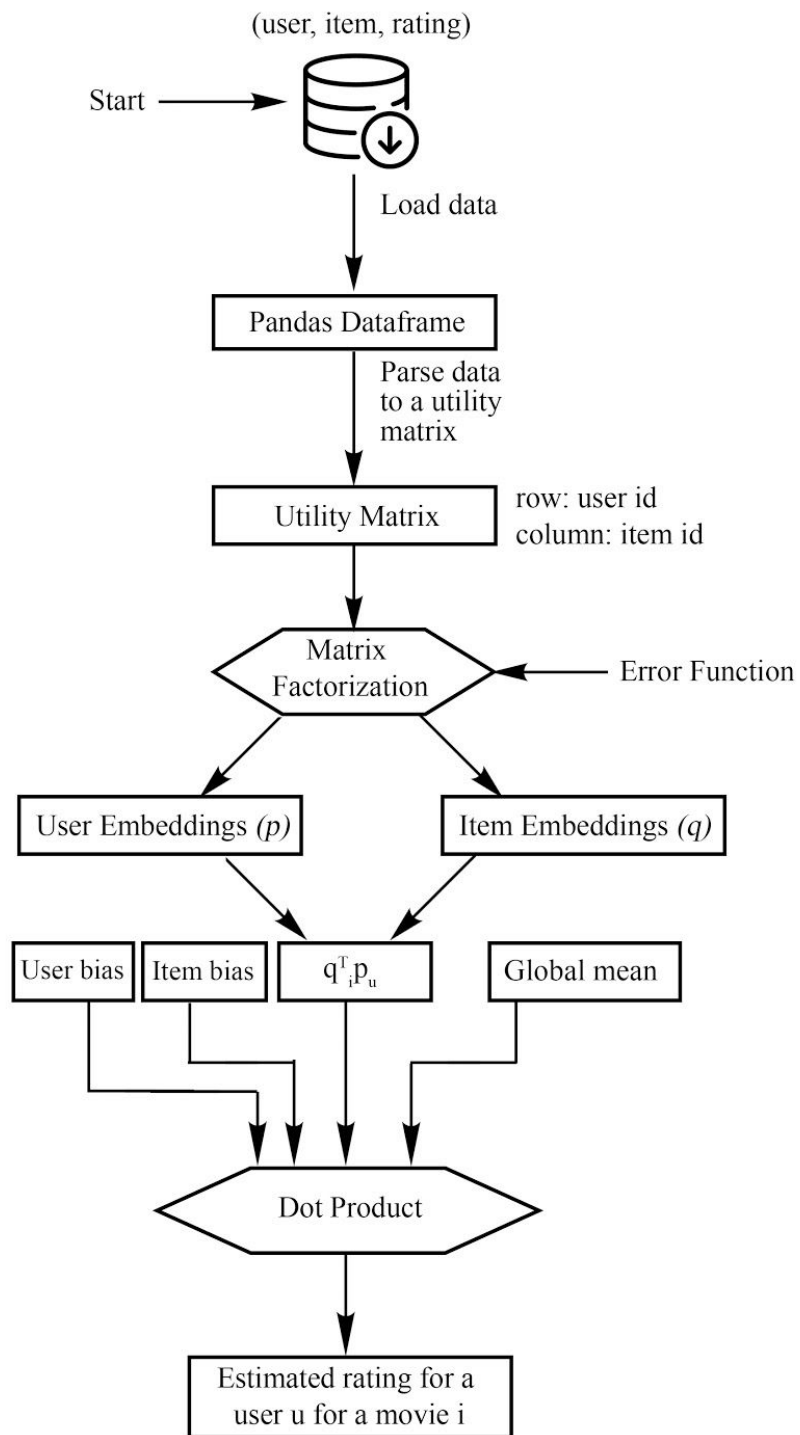 (user, item, rating)
Start
Load data
Pandas Dataframe
Parse data
to a utility
matrix
Utility Matrix
row: user id
column: item id
Matrix
Factorization
Error Function
User Embeddings (p)
Item Embeddings (q)
User bias
Item bias
qᵀᵢpᵤ
Global mean
Dot Product
Estimated rating for a
user u for a movie i